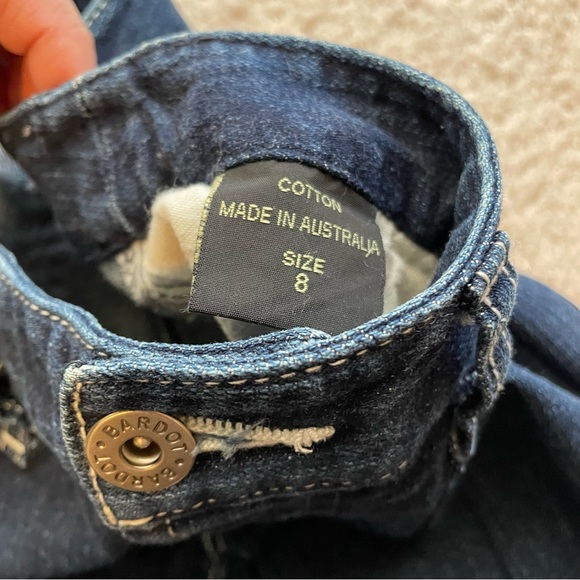 COTTON
MADE IN AUSTRALIA
SIZE
8
BARDOT • BARDOT •